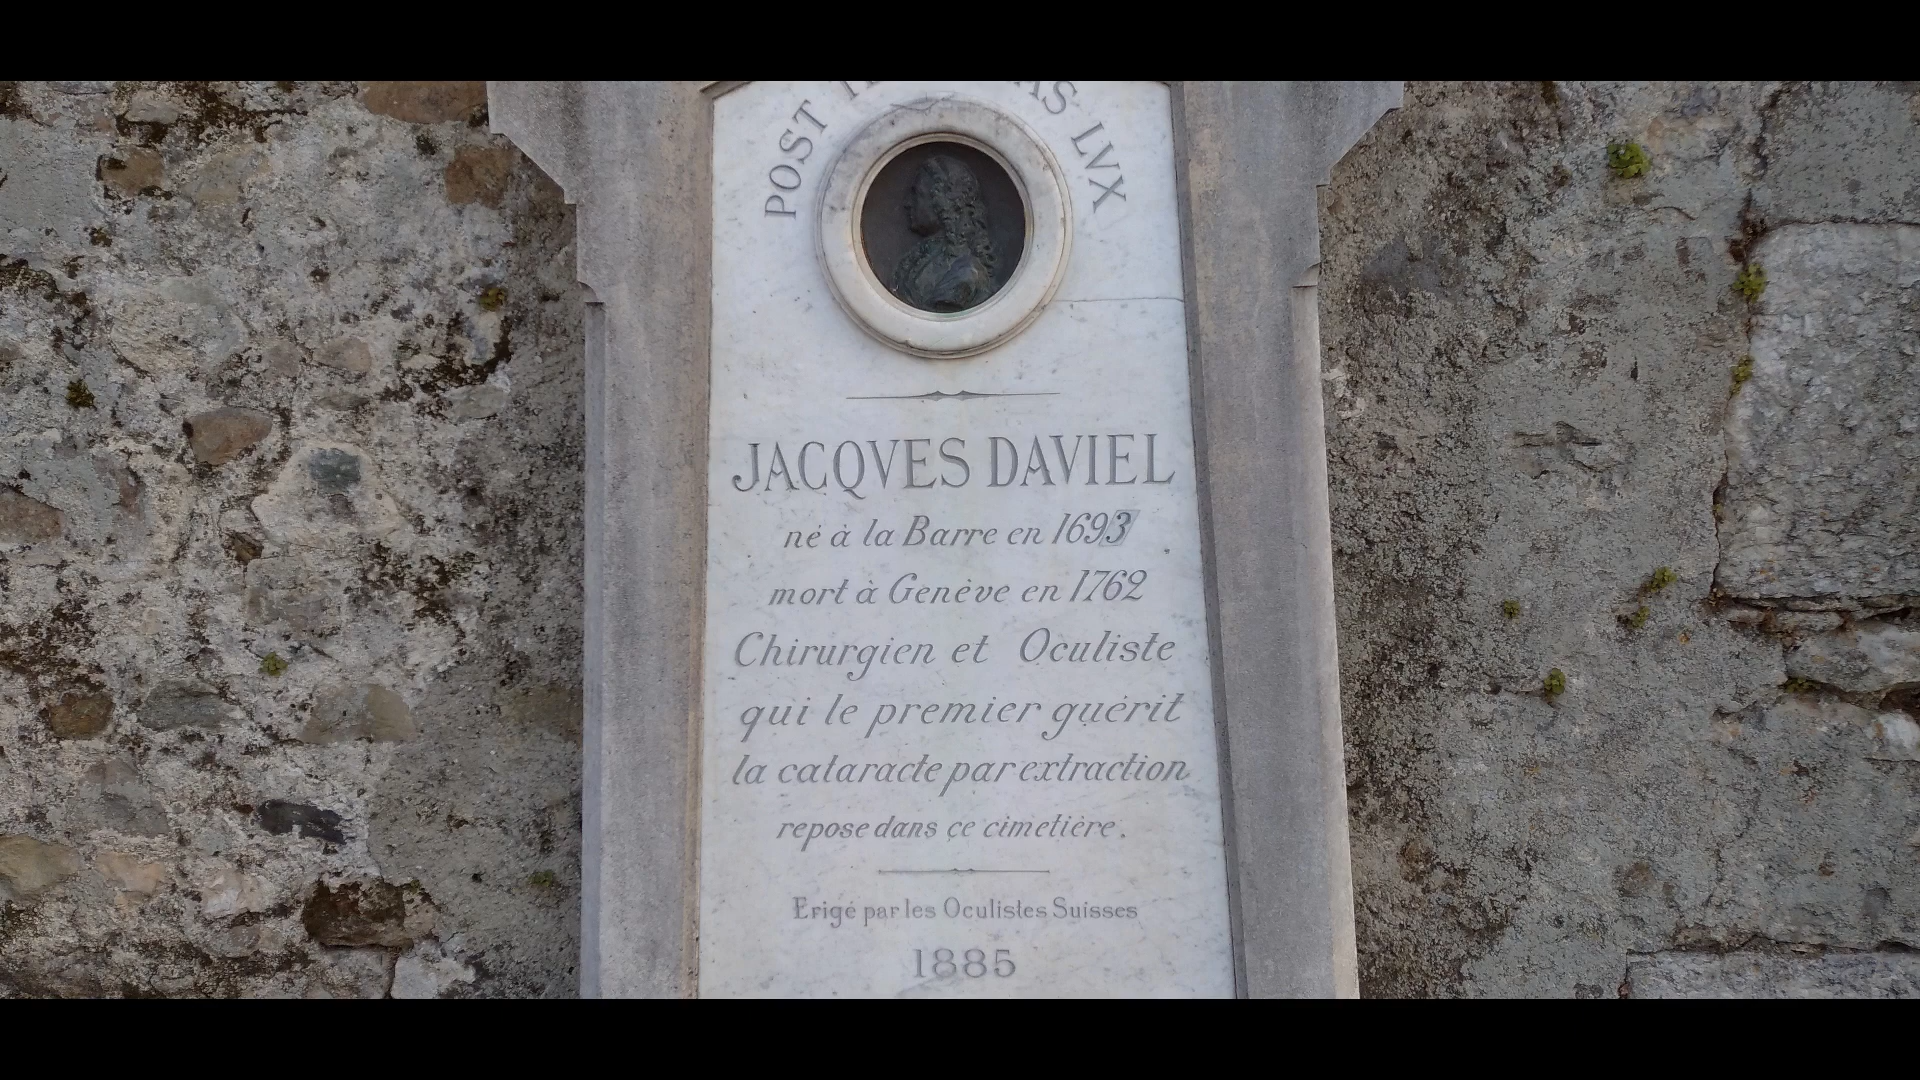 POST LVX
JACQVES DAVIEL
né à la Barre en 1693
mort à Genève en 1762
Chirurgien et Oculiste
qui le premier guérit
la cataracte par extraction
repose dans ce cimetière.
Erigé par les Oculistes Suisses
1885